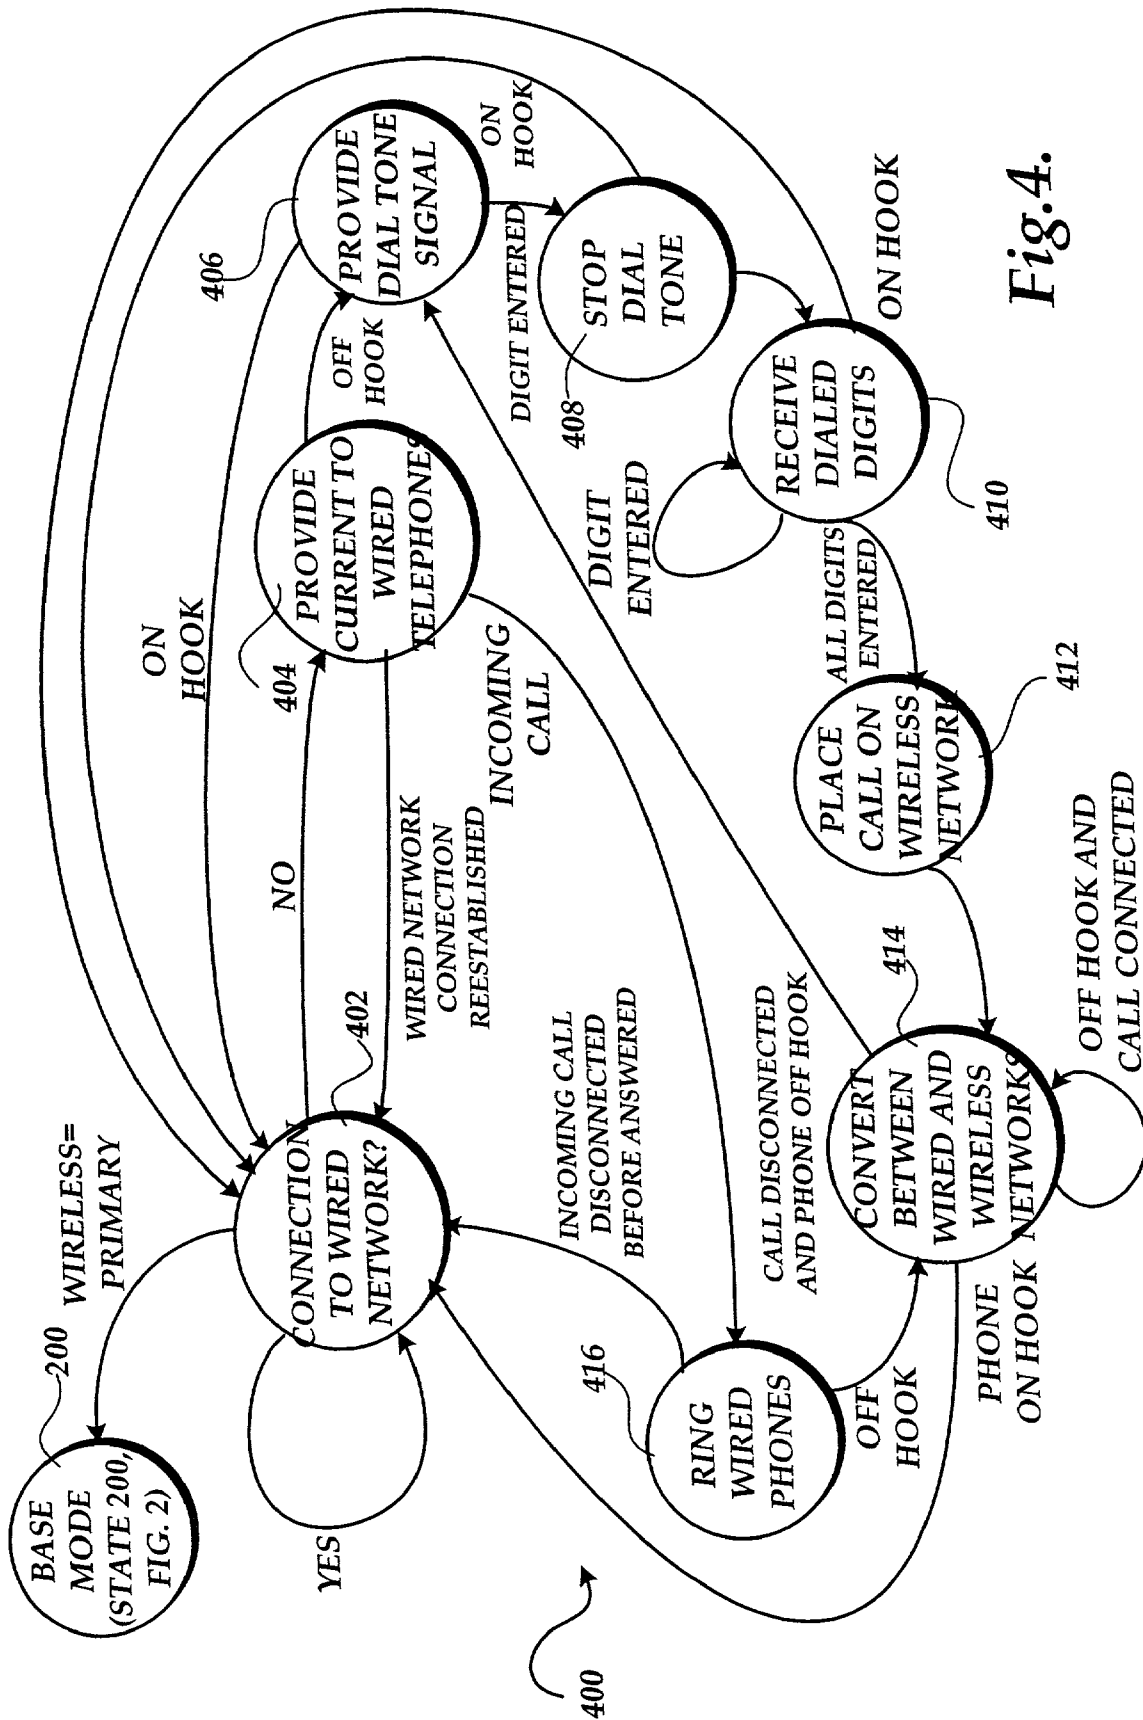 BASE
MODE
(STATE 200,
FIG. 2)
200
WIRELESS=
PRIMARY
YES
CONNECTION
TO WIRED
NETWORK?
402
NO
WIRED NETWORK
CONNECTION
REESTABLISHED
ON
HOOK
404
PROVIDE
CURRENT TO
WIRED
TELEPHONES
OFF
HOOK
406
PROVIDE
DIAL TONE
SIGNAL
ON
HOOK
DIGIT ENTERED
408
STOP
DIAL
TONE
INCOMING
CALL
DIGIT
ENTERED
RECEIVE
DIALED
DIGITS
410
ON HOOK
ALL DIGITS
ENTERED
PLACE
CALL ON
WIRELESS
NETWORK
412
INCOMING CALL
DISCONNECTED
BEFORE ANSWERED
CALL DISCONNECTED
AND PHONE OFF HOOK
414
CONVERT
BETWEEN
WIRED AND
WIRELESS
NETWORKS
OFF HOOK AND
CALL CONNECTED
416
RING
WIRED
PHONES
OFF
HOOK
PHONE
ON HOOK
400
Fig.4.